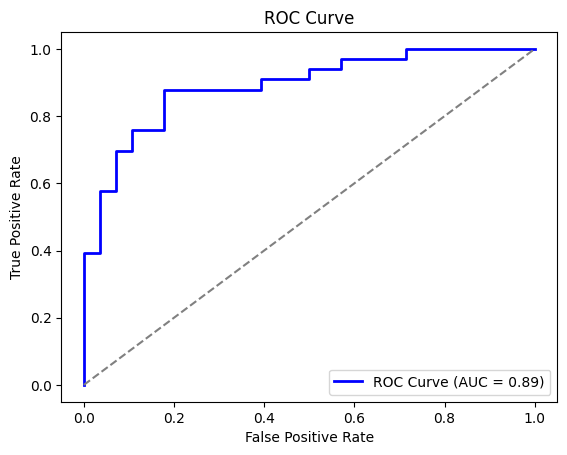 ROC Curve
True Positive Rate
1.0
0.8
0.6
0.4
0.2
0.0
ROC Curve (AUC = 0.89)
0.0 0.2 0.4 0.6 0.8 1.0
False Positive Rate